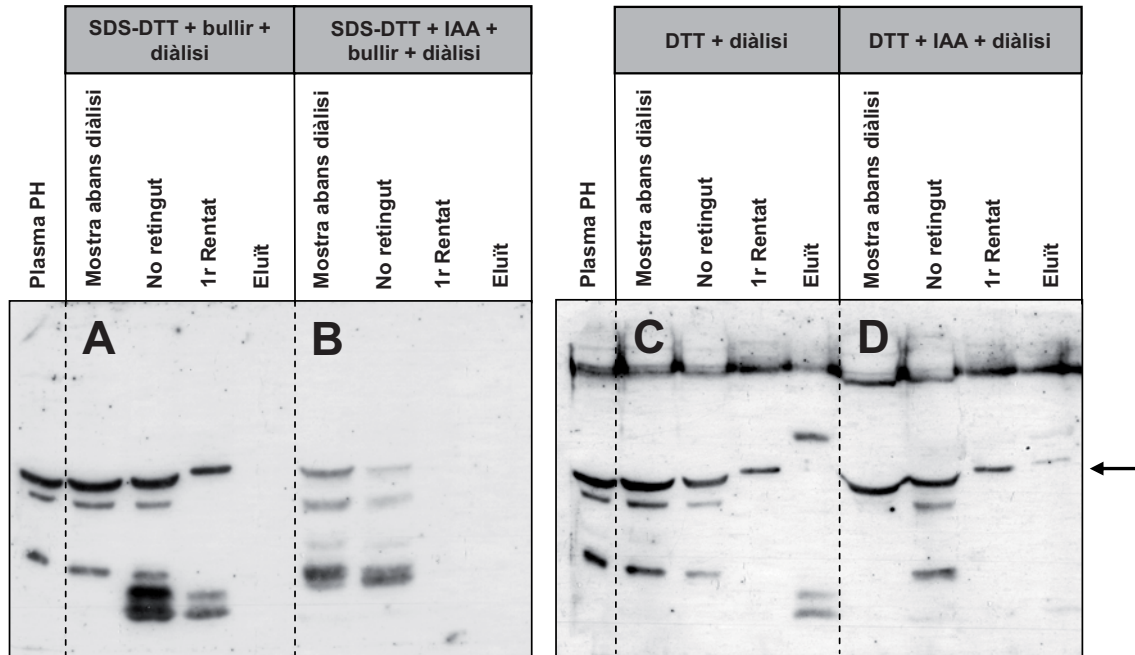 SDS-DTT + bullir +
diàlisi
SDS-DTT + IAA +
bullir + diàlisi
Plasma PH
Mostra abans diàlisi
No retingut
1r Rentat
Eluït
Mostra abans diàlisi
No retingut
1r Rentat
Eluït
A
B
DTT + diàlisi
DTT + IAA + diàlisi
Plasma PH
Mostra abans diàlisi
No retingut
1r Rentat
Eluït
Mostra abans diàlisi
No retingut
1r Rentat
Eluït
C
D